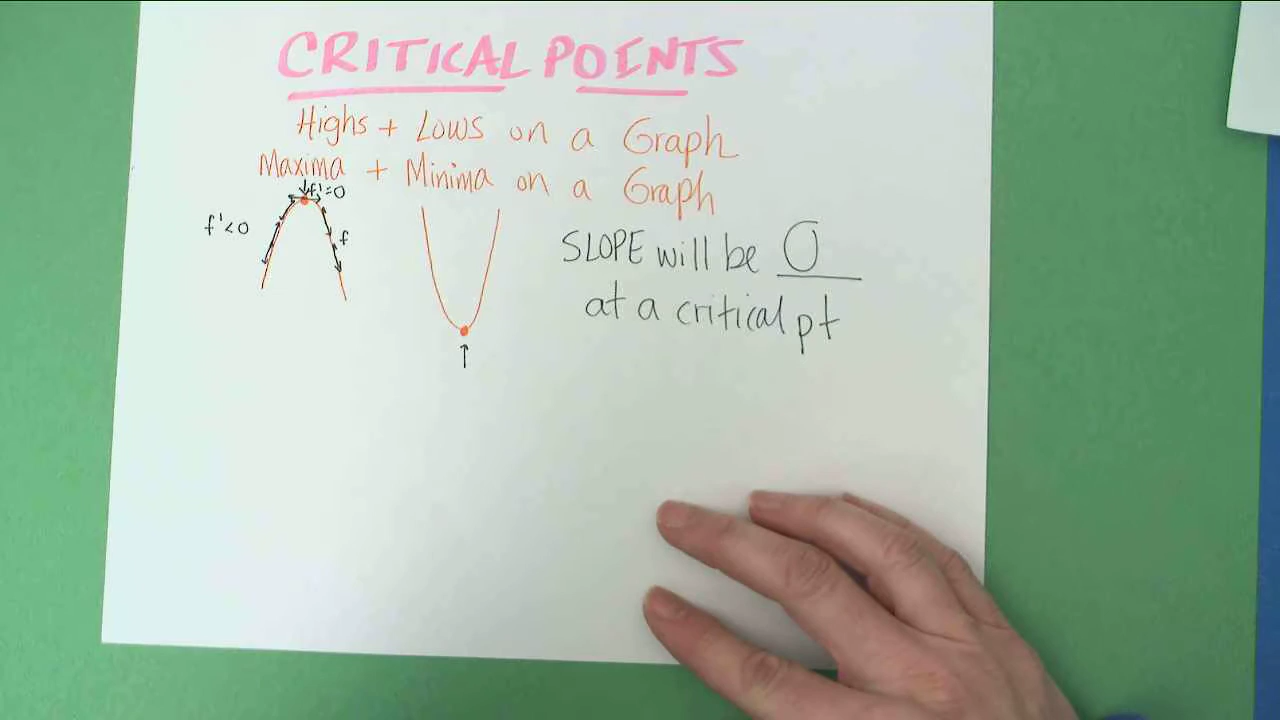 CRITICAL POINTS
Highs + Lows on a Graph
Maxima + Minima on a Graph
f'=0
f'<0
f
SLOPE will be 0
at a critical pt